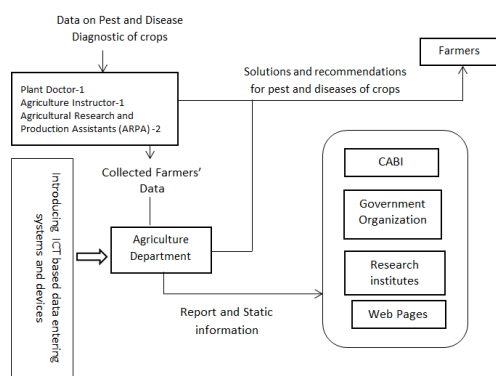 Data on Pest and Disease
Diagnostic of crops
Farmers
Solutions and recommendations
for pest and diseases of crops
Plant Doctor-1
Agriculture Instructor-1
Agricultural Research and
Production Assistants (ARPA) -2
Collected Farmers'
Data
Introducing ICT based data entering
systems and devices
Agriculture
Department
Report and Static
information
CABI
Government
Organization
Research
institutes
Web Pages